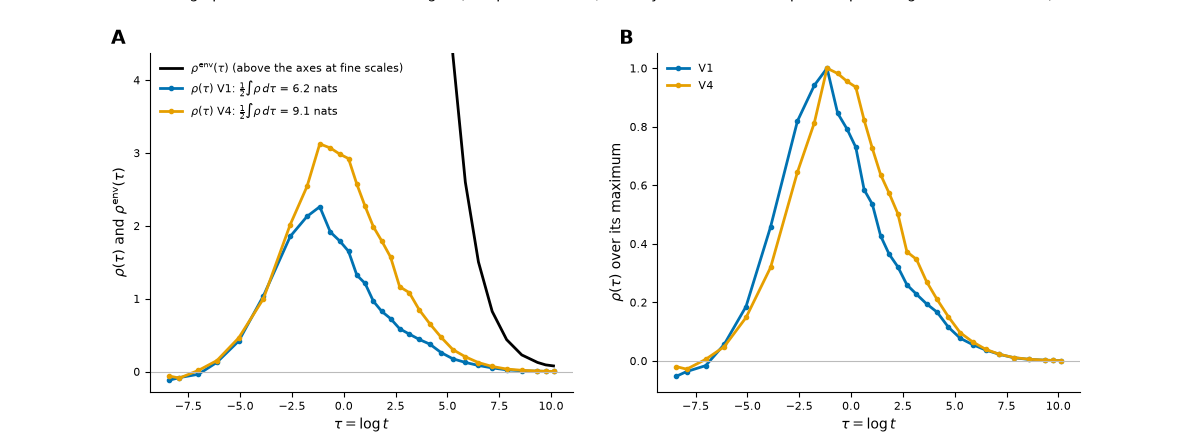 A
B
ρᵉⁿᵛ(τ) (above the axes at fine scales)
ρ(τ) V1: ½∫ρ dτ = 6.2 nats
ρ(τ) V4: ½∫ρ dτ = 9.1 nats
V1
V4
ρ(τ) and ρᵉⁿᵛ(τ)
4
3
2
1
0
−7.5 −5.0 −2.5 0.0 2.5 5.0 7.5 10.0
τ = log t
ρ(τ) over its maximum
1.0
0.8
0.6
0.4
0.2
0.0
−7.5 −5.0 −2.5 0.0 2.5 5.0 7.5 10.0
τ = log t